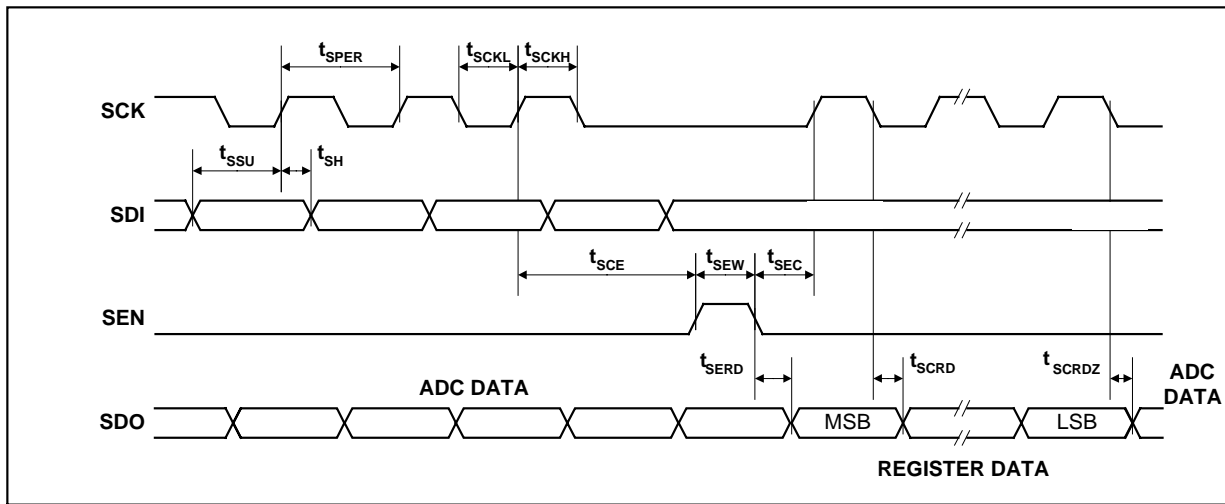 tSPER
tSCKL
tSCKH
SCK
tSSU
tSH
SDI
tSCE
tSEW
tSEC
SEN
tSERD
tSCRD
tSCRDZ
ADC DATA
ADC
DATA
SDO
MSB
LSB
REGISTER DATA